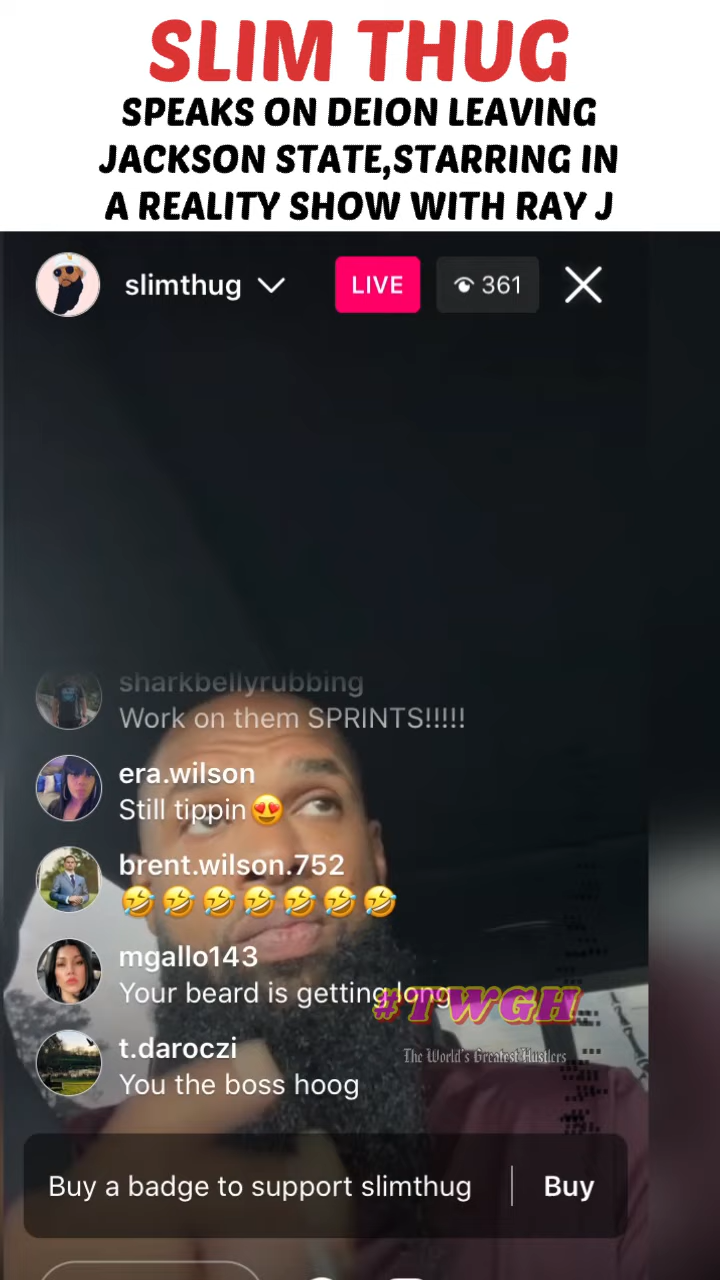 SLIM THUG
SPEAKS ON DEION LEAVING
JACKSON STATE,STARRING IN
A REALITY SHOW WITH RAY J
slimthug
LIVE
361
sharkbellyrubbing
Work on them SPRINTS!!!!!
era.wilson
Still tippin😍
brent.wilson.752
🤣🤣🤣🤣🤣🤣🤣
mgallo143
Your beard is getting long
#TWGH
The World's Greatest Hustlers
t.daroczi
You the boss hogg
Buy a badge to support slimthug
Buy